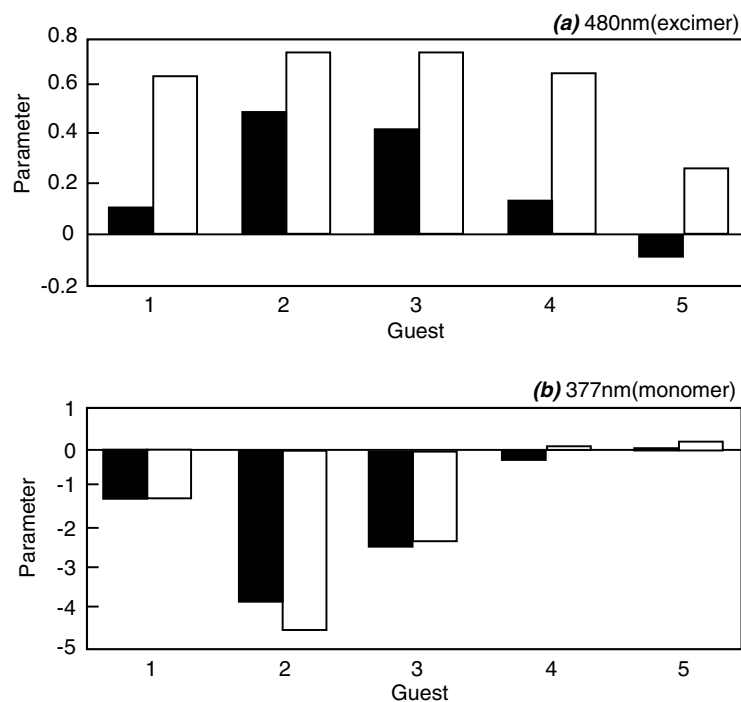 (a) 480nm(excimer)
0.8
0.6
0.4
0.2
0
-0.2
Parameter
1 2 3 4 5
Guest
(b) 377nm(monomer)
1
0
-1
-2
-3
-4
-5
Parameter
1 2 3 4 5
Guest